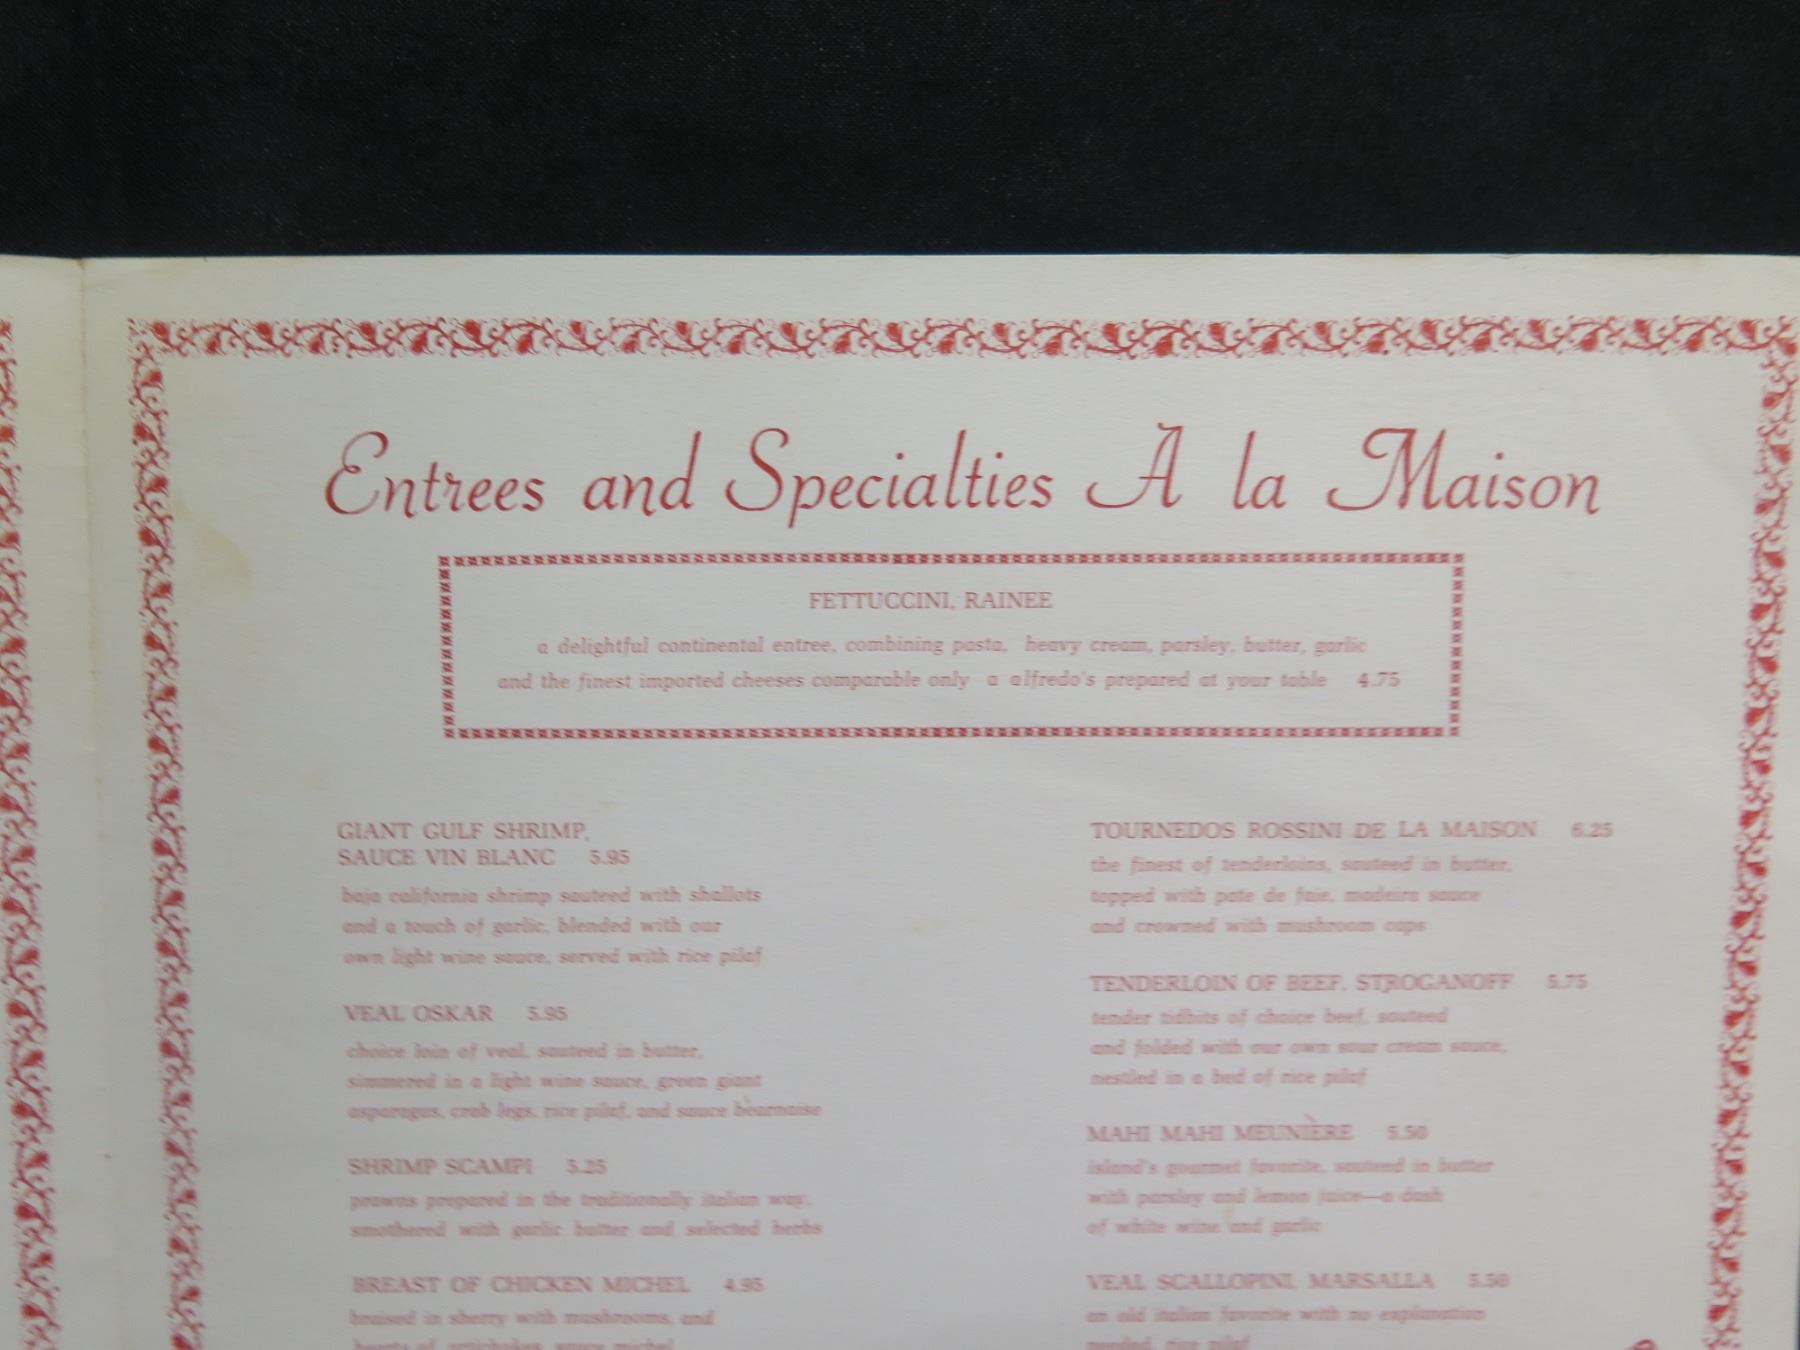 Entrees and Specialties A la Maison
FETTUCCINI, RAINEE
a delightful continental entree, combining pasta, heavy cream, parsley, butter, garlic
and the finest imported cheeses comparable only a alfredo's prepared at your table 4.75
GIANT GULF SHRIMP,
SAUCE VIN BLANC 5.95
baja california shrimp sauteed with shallots
and a touch of garlic, blended with our
own light wine sauce, served with rice pilaf
VEAL OSKAR 5.95
choice loin of veal, sauteed in butter,
simmered in a light wine sauce, green giant
asparagus, crab legs, rice pilaf, and sauce bèarnaise
SHRIMP SCAMPI 5.25
prawns prepared in the traditionally italian way,
smothered with garlic butter and selected herbs
BREAST OF CHICKEN MICHEL 4.95
braised in sherry with mushrooms, and
hearts of artichokes, sauce michel
TOURNEDOS ROSSINI DE LA MAISON 6.25
the finest of tenderloins, sauteed in butter,
topped with pate de foie, madeira sauce
and crowned with mushroom caps
TENDERLOIN OF BEEF, STROGANOFF 5.75
tender tidbits of choice beef, sauteed
and folded with our own sour cream sauce,
nestled in a bed of rice pilaf
MAHI MAHI MEUNIÈRE 5.50
island's gourmet favorite, sauteed in butter
with parsley and lemon juice—a dash
of white wine and garlic
VEAL SCALLOPINI, MARSALLA 5.50
an old italian favorite with no explanation
needed, rice pilaf